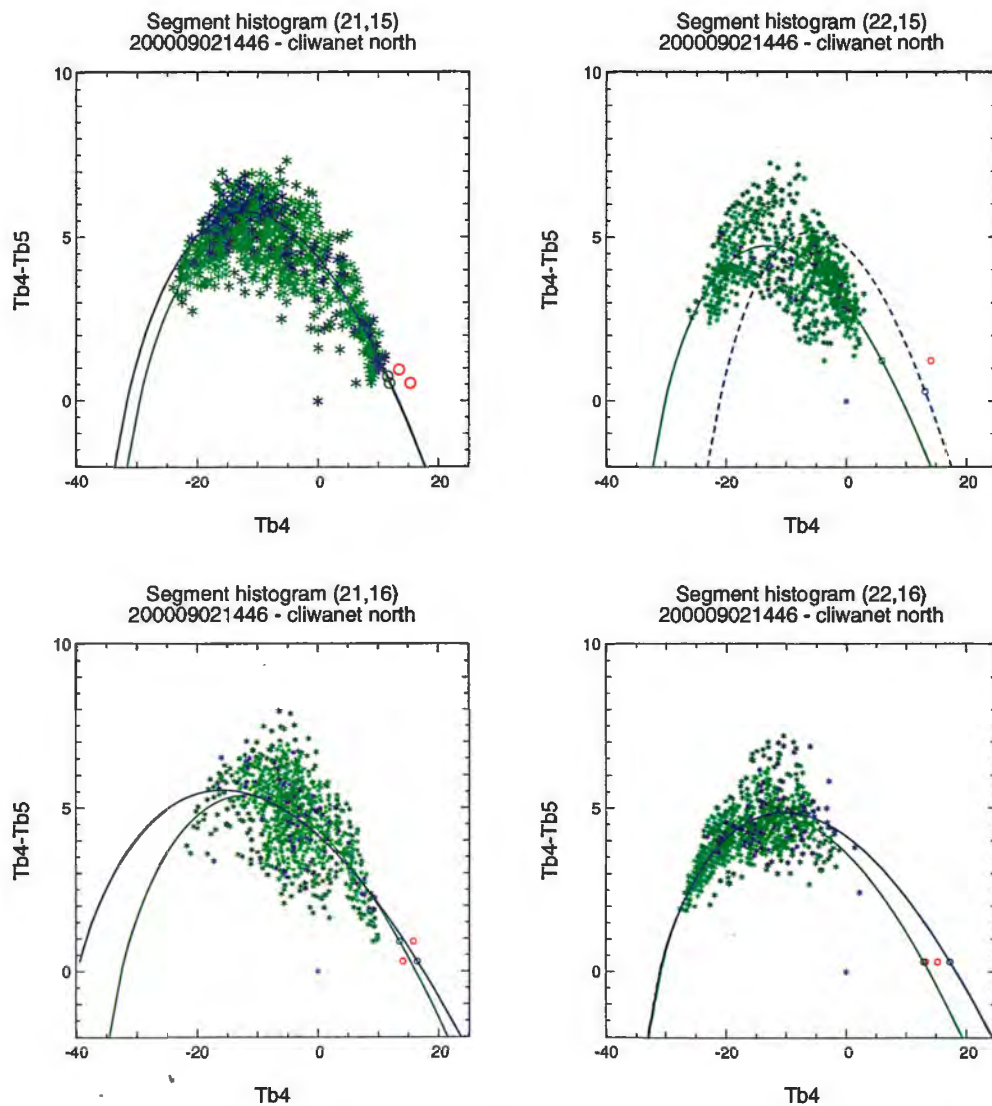 Segment histogram (21,15)
200009021446 - cliwanet north
10
5
0
-40
-20
0
20
Tb4-Tb5
Tb4
Segment histogram (22,15)
200009021446 - cliwanet north
10
5
0
-40
-20
0
20
Tb4-Tb5
Tb4
Segment histogram (21,16)
200009021446 - cliwanet north
10
5
0
-40
-20
0
20
Tb4-Tb5
Tb4
Segment histogram (22,16)
200009021446 - cliwanet north
10
5
0
-40
-20
0
20
Tb4-Tb5
Tb4